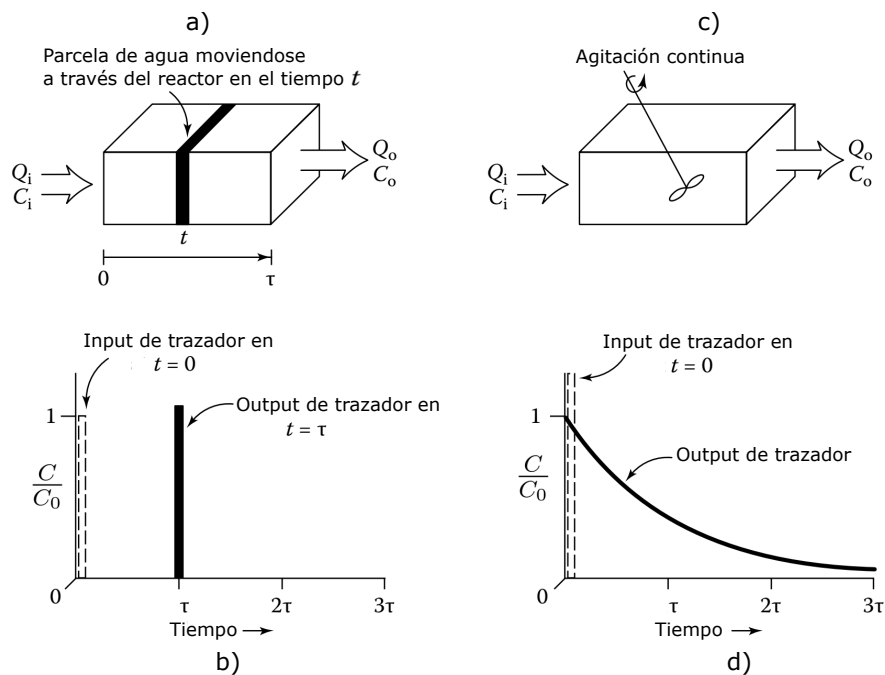 a)
Parcela de agua moviendose
a través del reactor en el tiempo t
Qi
Ci
Qo
Co
t
0
τ
c)
Agitación continua
Qi
Ci
Qo
Co
Input de trazador en
t = 0
Output de trazador en
t = τ
1
C
C0
0
τ
2τ
3τ
Tiempo
b)
Input de trazador en
t = 0
Output de trazador
1
C
C0
0
τ
2τ
3τ
Tiempo
d)